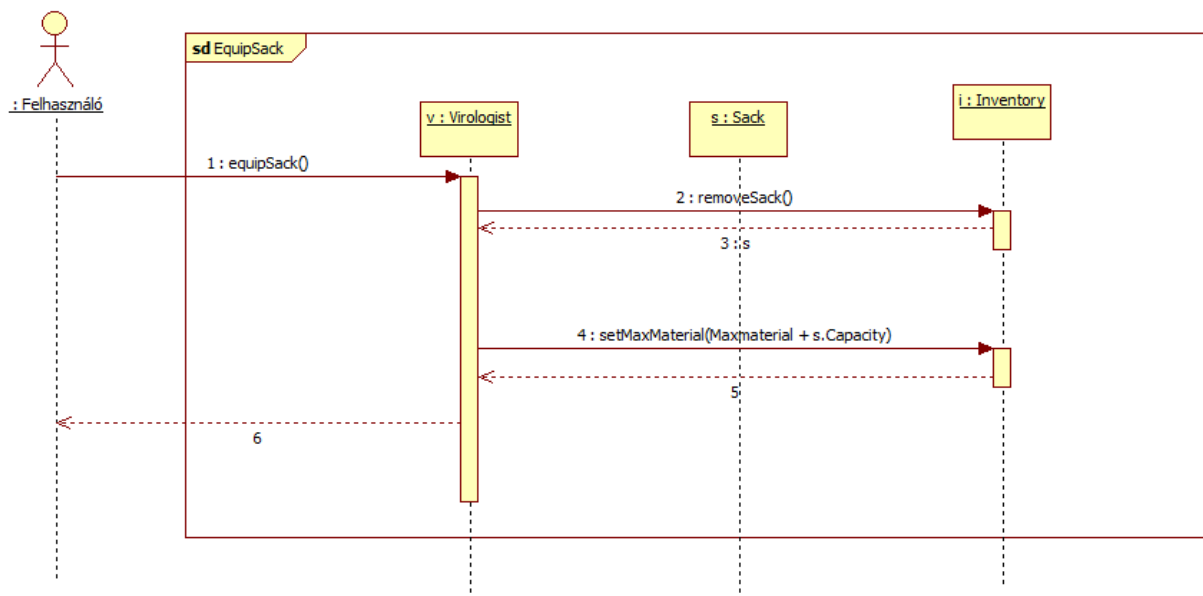 sd EquipSack
: Felhasználó
v : Virologist
s : Sack
i : Inventory
1 : equipSack()
2 : removeSack()
3 : s
4 : setMaxMaterial(Maxmaterial + s.Capacity)
5
6